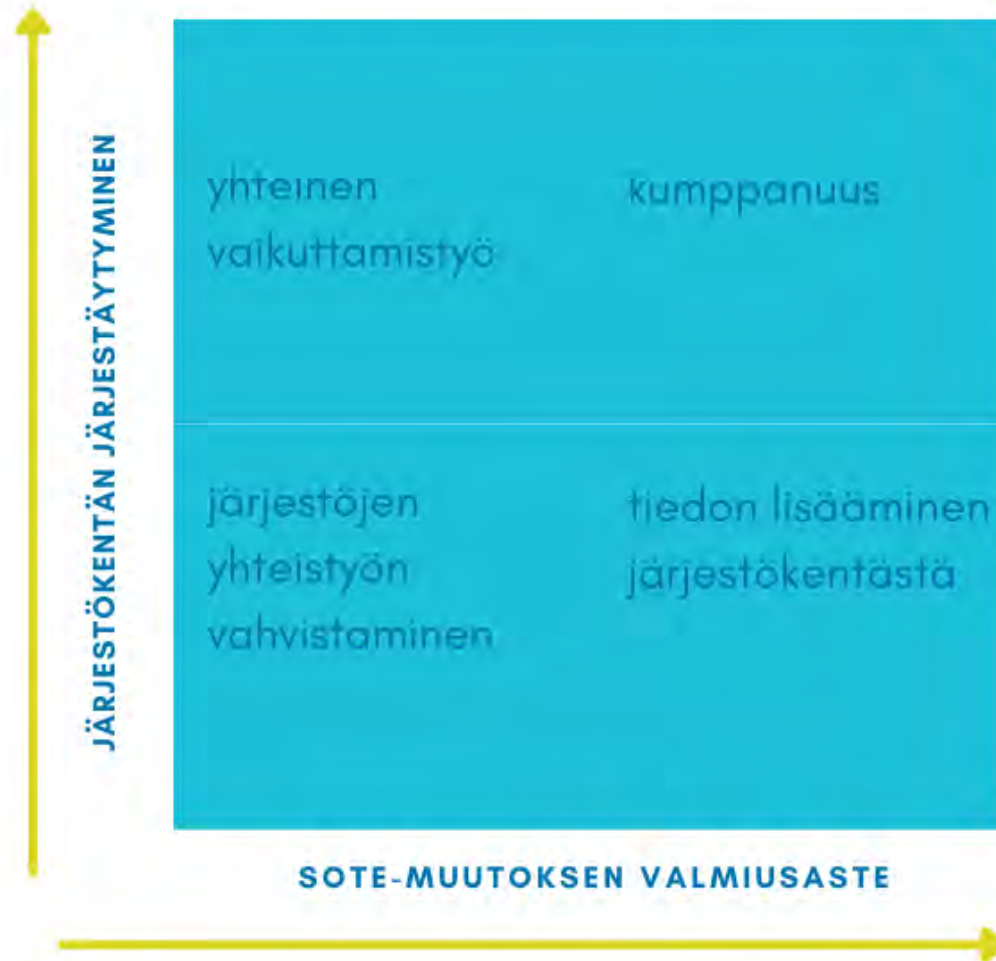 JÄRJESTÖKENTÄN JÄRJESTÄYTYMINEN
yhteinen
vaikuttamistyö
kumppanuus
järjestöjen
yhteistyön
vahvistaminen
tiedon lisääminen
järjestökentästä
SOTE-MUUTOKSEN VALMIUSASTE